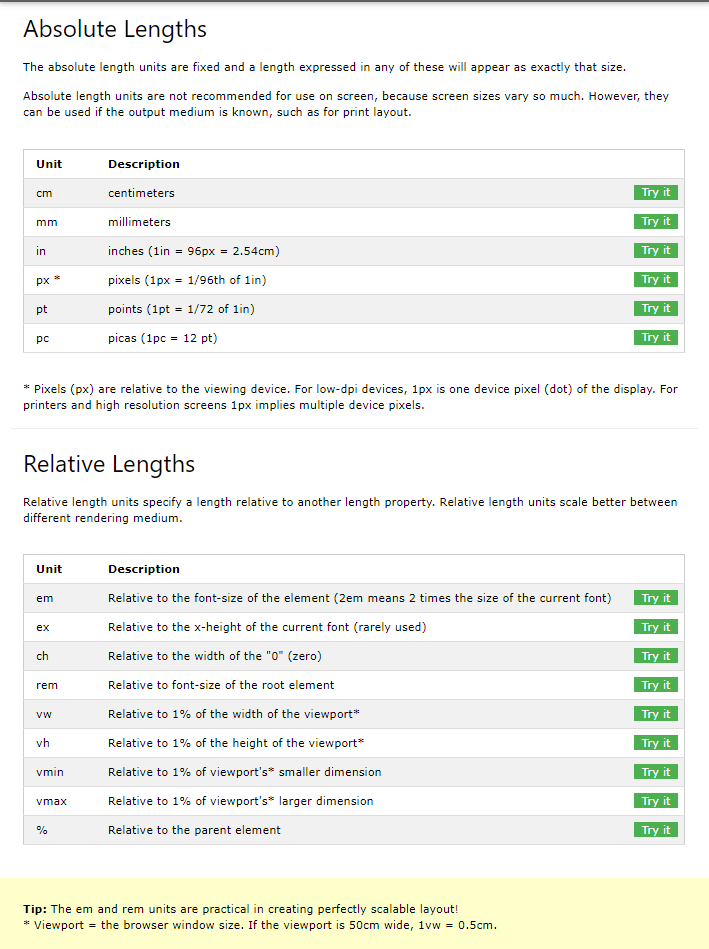 Absolute Lengths
The absolute length units are fixed and a length expressed in any of these will appear as exactly that size.
Absolute length units are not recommended for use on screen, because screen sizes vary so much. However, they
can be used if the output medium is known, such as for print layout.
Unit Description
cm centimeters Try it
mm millimeters Try it
in inches (1in = 96px = 2.54cm) Try it
px * pixels (1px = 1/96th of 1in) Try it
pt points (1pt = 1/72 of 1in) Try it
pc picas (1pc = 12 pt) Try it
* Pixels (px) are relative to the viewing device. For low-dpi devices, 1px is one device pixel (dot) of the display. For
printers and high resolution screens 1px implies multiple device pixels.
Relative Lengths
Relative length units specify a length relative to another length property. Relative length units scale better between
different rendering medium.
Unit Description
em Relative to the font-size of the element (2em means 2 times the size of the current font) Try it
ex Relative to the x-height of the current font (rarely used) Try it
ch Relative to the width of the "0" (zero) Try it
rem Relative to font-size of the root element Try it
vw Relative to 1% of the width of the viewport* Try it
vh Relative to 1% of the height of the viewport* Try it
vmin Relative to 1% of viewport's* smaller dimension Try it
vmax Relative to 1% of viewport's* larger dimension Try it
% Relative to the parent element Try it
Tip: The em and rem units are practical in creating perfectly scalable layout!
* Viewport = the browser window size. If the viewport is 50cm wide, 1vw = 0.5cm.